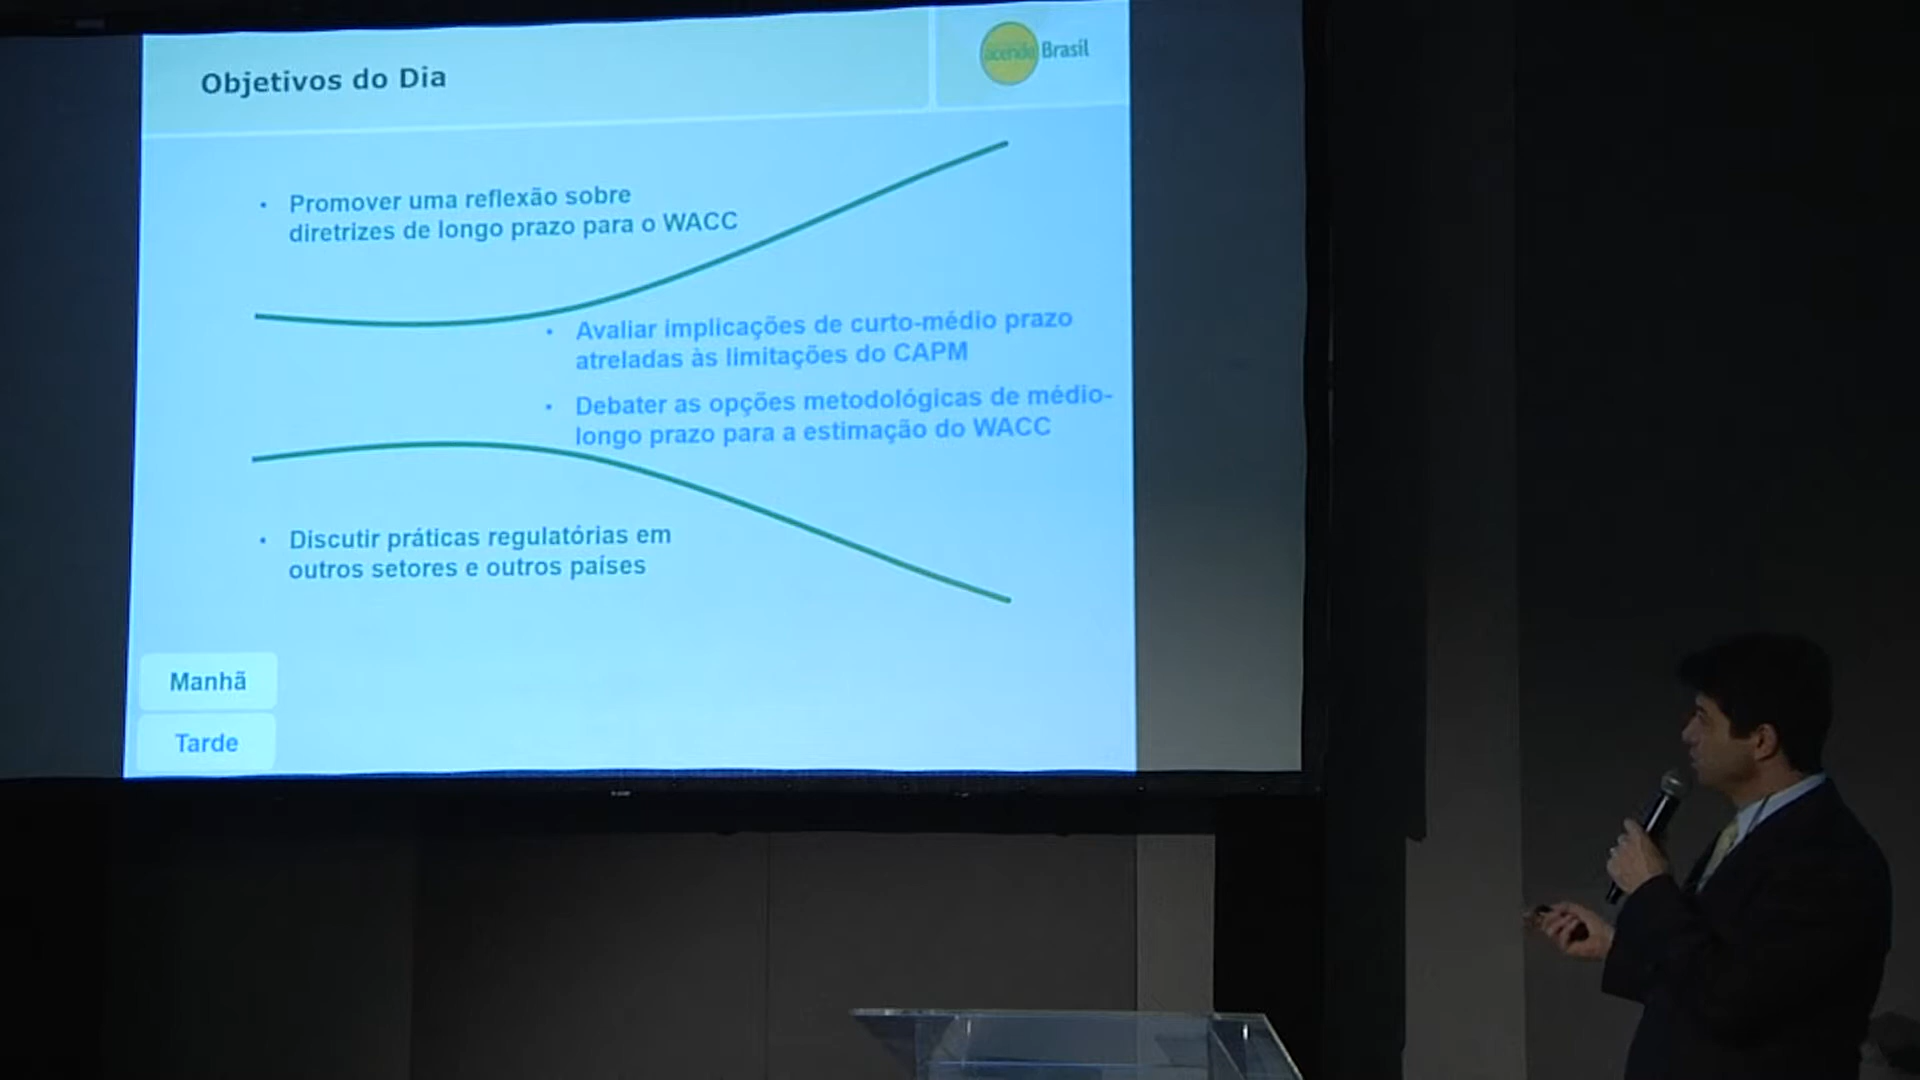 Objetivos do Dia
acende Brasil
• Promover uma reflexão sobre
diretrizes de longo prazo para o WACC
• Avaliar implicações de curto-médio prazo
atreladas às limitações do CAPM
• Debater as opções metodológicas de médio-
longo prazo para a estimação do WACC
• Discutir práticas regulatórias em
outros setores e outros países
Manhã
Tarde